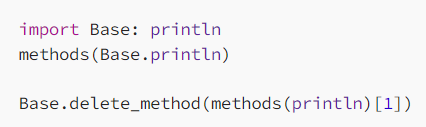 import Base: println
methods(Base.println)
Base.delete_method(methods(println)[1])